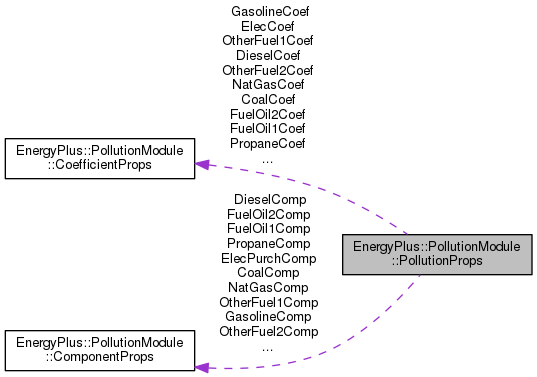 GasolineCoef
ElecCoef
OtherFuel1Coef
DieselCoef
OtherFuel2Coef
NatGasCoef
CoalCoef
FuelOil2Coef
FuelOil1Coef
PropaneCoef
...
EnergyPlus::PollutionModule
::CoefficientProps
DieselComp
FuelOil2Comp
FuelOil1Comp
PropaneComp
ElecPurchComp
CoalComp
NatGasComp
OtherFuel1Comp
GasolineComp
OtherFuel2Comp
...
EnergyPlus::PollutionModule
::PollutionProps
EnergyPlus::PollutionModule
::ComponentProps